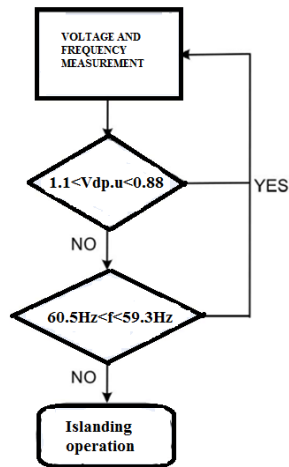 VOLTAGE AND
FREQUENCY
MEASUREMENT
1.1<Vdp.u<0.88
YES
NO
60.5Hz<f<59.3Hz
NO
Islanding
operation